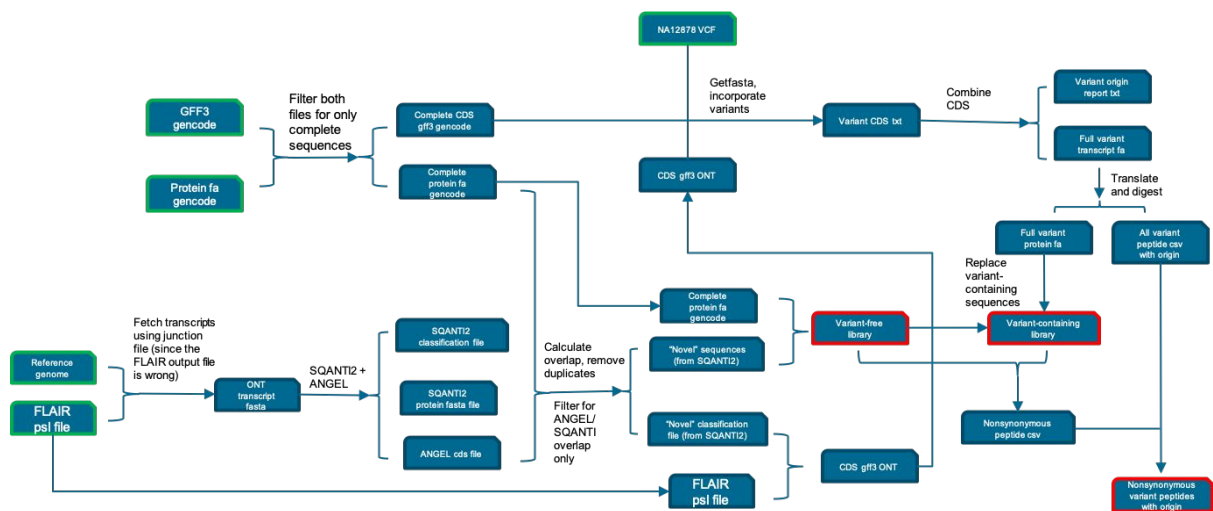 NA12878 VCF
GFF3
gencode
Protein fa
gencode
Filter both
files for only
complete
sequences
Complete CDS
gff3 gencode
Complete
protein fa
gencode
Getfasta,
incorporate
variants
CDS gff3 ONT
Variant CDS txt
Combine
CDS
Variant origin
report txt
Full variant
transcript fa
Translate
and digest
Full variant
protein fa
All variant
peptide csv
with origin
Replace
variant-
containing
sequences
Complete
protein fa
gencode
Variant-free
library
Variant-containing
library
"Novel" sequences
(from SQANTI2)
"Novel" classification
file (from SQANTI2)
Nonsynonymous
peptide csv
Nonsynonymous
variant peptides
with origin
Reference
genome
FLAIR
psl file
Fetch transcripts
using junction
file (since the
FLAIR output file
is wrong)
ONT
transcript
fasta
SQANTI2 +
ANGEL
SQANTI2
classification file
SQANTI2
protein fasta file
ANGEL cds file
Calculate
overlap, remove
duplicates
Filter for
ANGEL/
SQANTI
overlap
only
FLAIR
psl file
CDS gff3 ONT